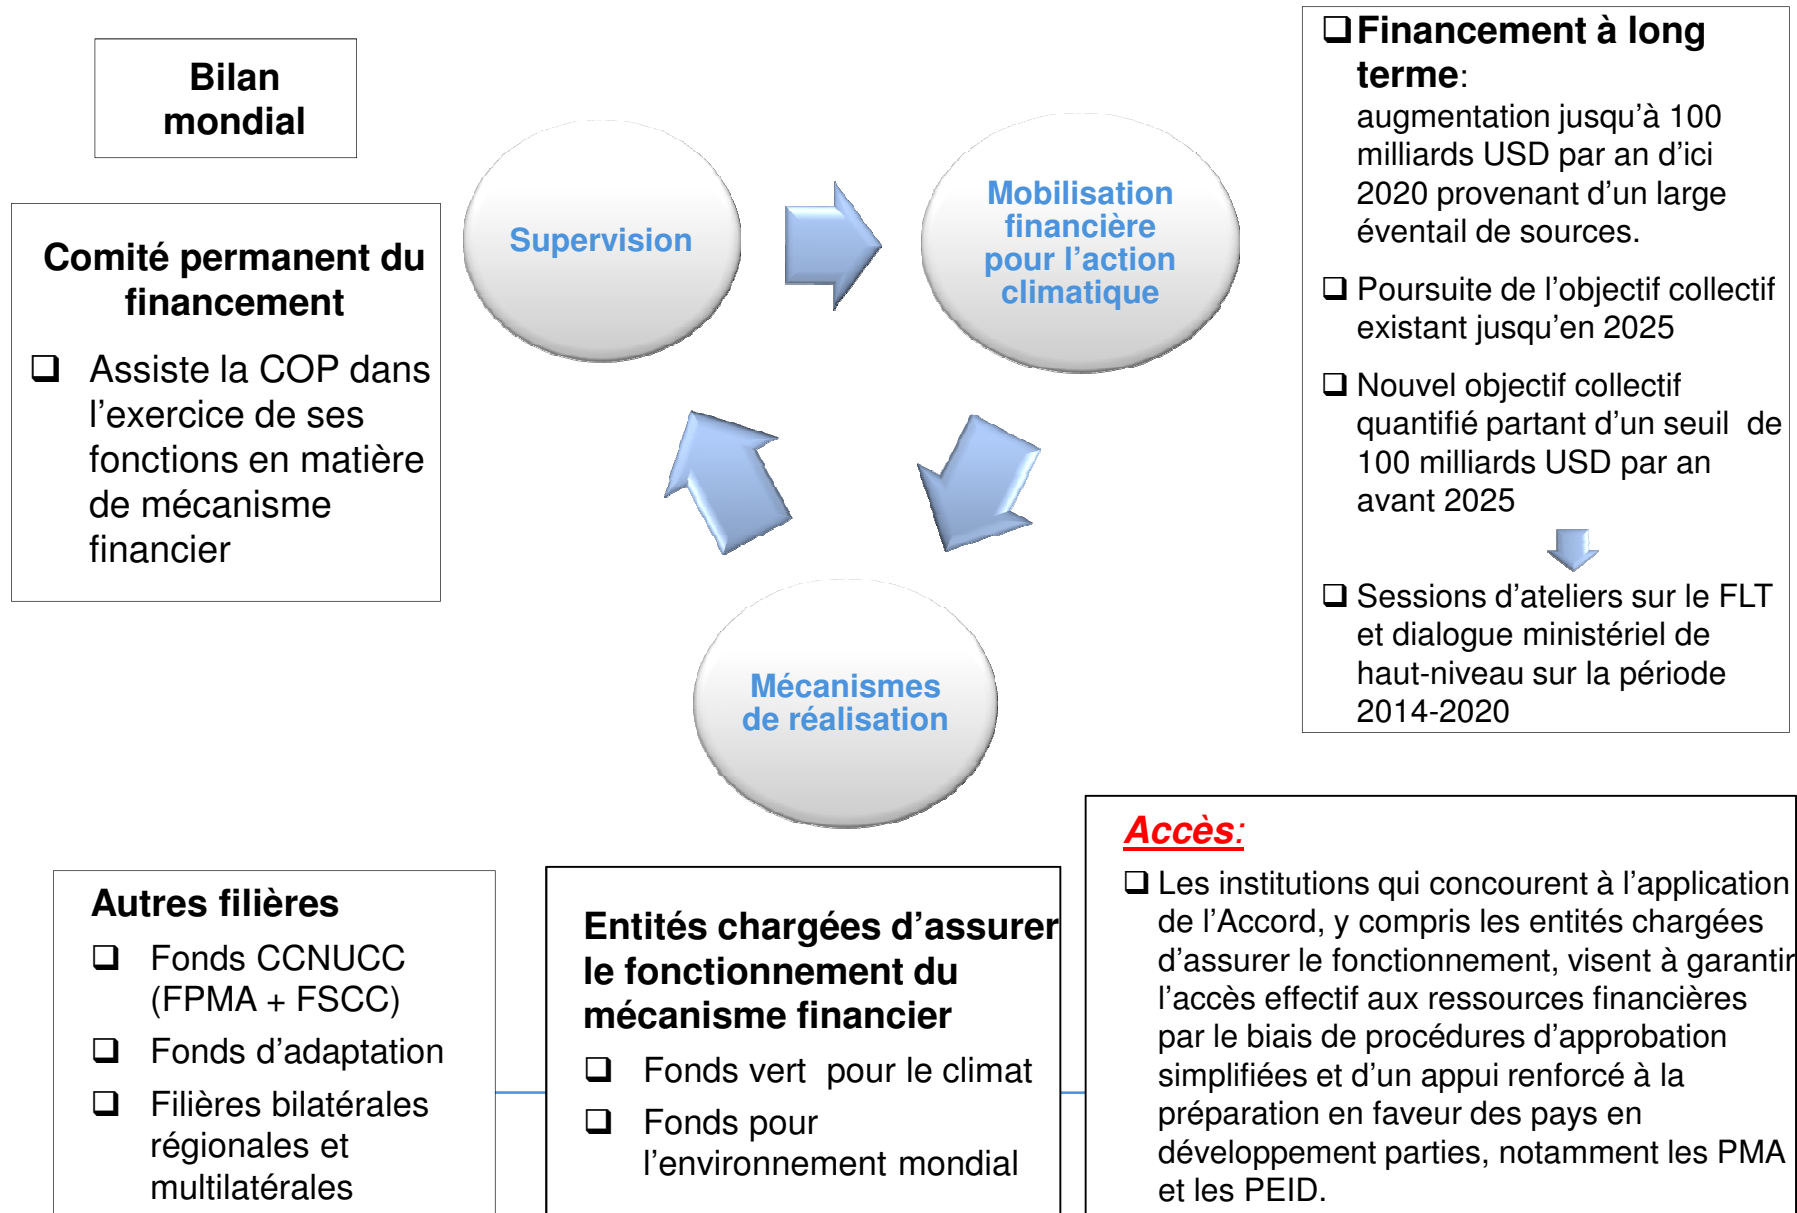 Bilan
mondial
Comité permanent du
financement
❑ Assiste la COP dans
l’exercice de ses
fonctions en matière
de mécanisme
financier
Supervision
Mobilisation
financière
pour l’action
climatique
Mécanismes
de réalisation
❑ Financement à long
terme:
augmentation jusqu’à 100
milliards USD par an d’ici
2020 provenant d’un large
éventail de sources.
❑ Poursuite de l’objectif collectif
existant jusqu’en 2025
❑ Nouvel objectif collectif
quantifié partant d’un seuil de
100 milliards USD par an
avant 2025
❑ Sessions d’ateliers sur le FLT
et dialogue ministériel de
haut-niveau sur la période
2014-2020
Autres filières
❑ Fonds CCNUCC
(FPMA + FSCC)
❑ Fonds d’adaptation
❑ Filières bilatérales
régionales et
multilatérales
Entités chargées d’assurer
le fonctionnement du
mécanisme financier
❑ Fonds vert pour le climat
❑ Fonds pour
l’environnement mondial
Accès:
❑ Les institutions qui concourent à l’application
de l’Accord, y compris les entités chargées
d’assurer le fonctionnement, visent à garantir
l’accès effectif aux ressources financières
par le biais de procédures d’approbation
simplifiées et d’un appui renforcé à la
préparation en faveur des pays en
développement parties, notamment les PMA
et les PEID.